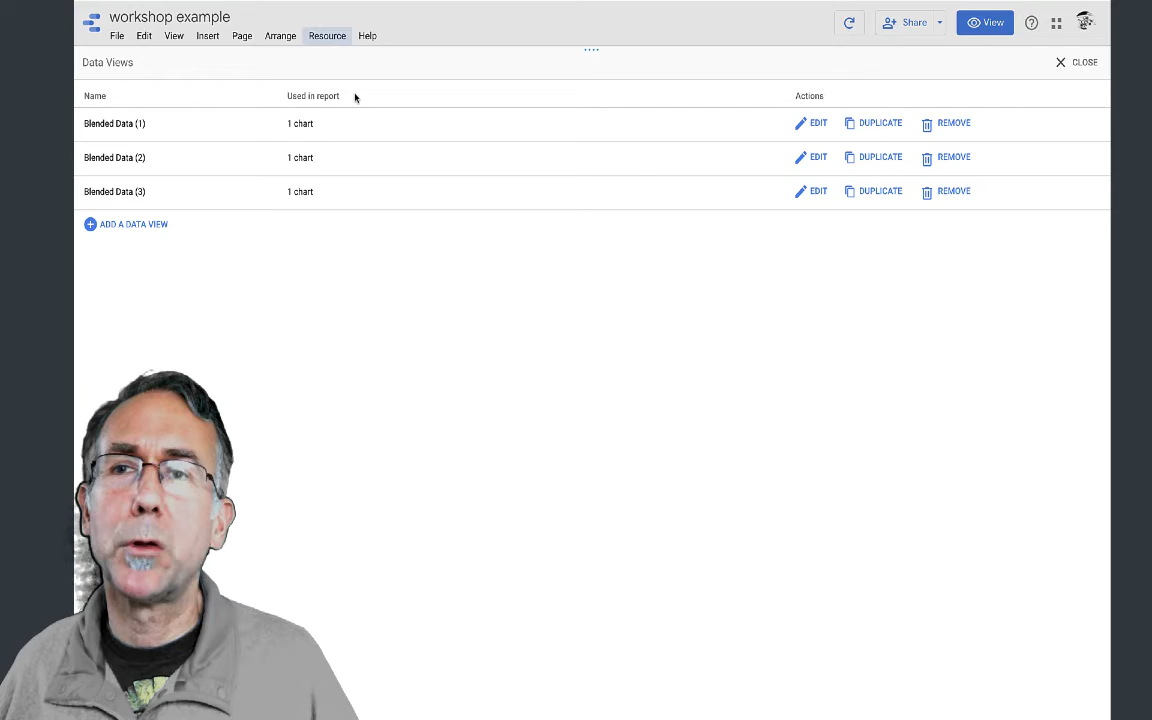 workshop example
File Edit View Insert Page Arrange Resource Help
Share View
Data Views CLOSE
Name Used in report Actions
Blended Data (1) 1 chart EDIT DUPLICATE REMOVE
Blended Data (2) 1 chart EDIT DUPLICATE REMOVE
Blended Data (3) 1 chart EDIT DUPLICATE REMOVE
ADD A DATA VIEW